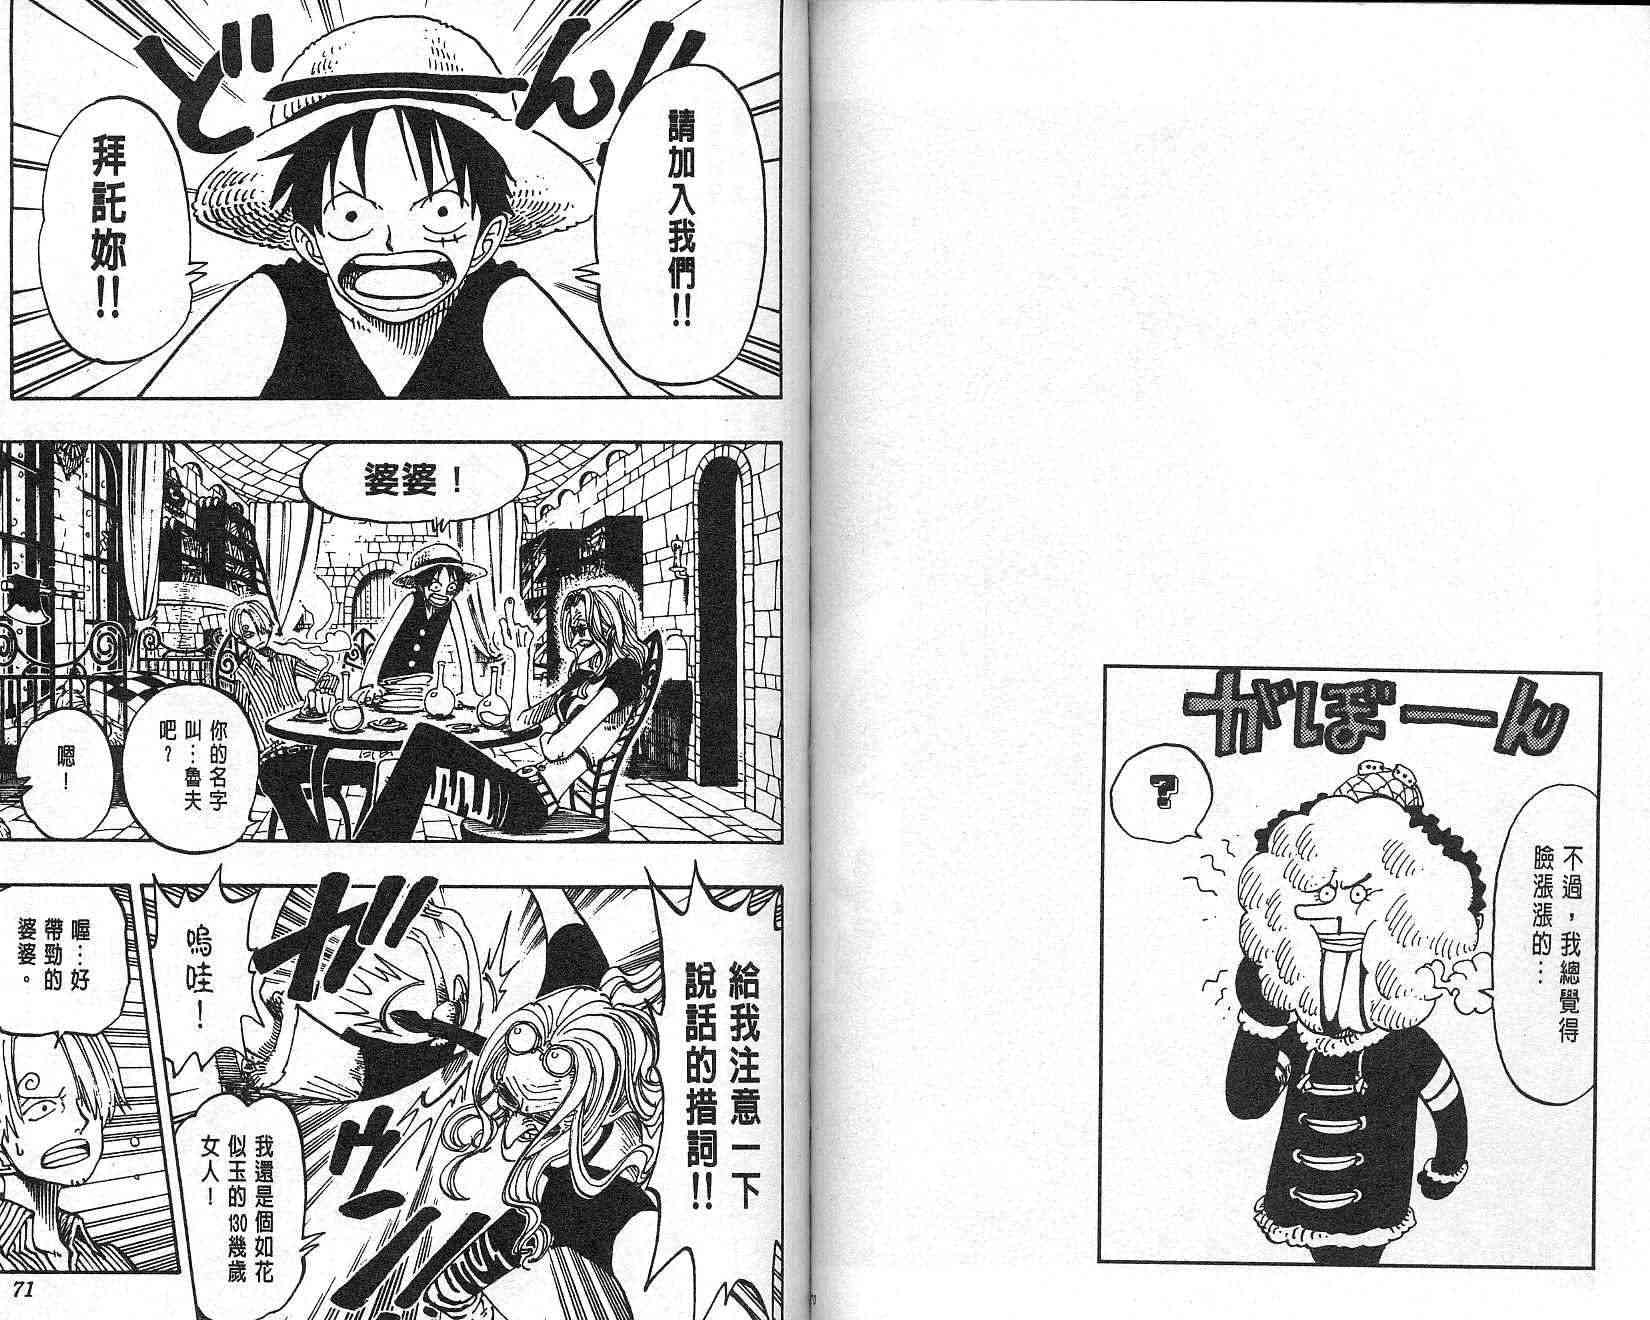 がぼーん
?
不過，我總覺得
臉漲漲的…
70
どん!!
請加入我們!!
拜託妳!!
婆婆！
你的名字
叫…魯夫
吧？
嗯！
給我注意一下
說話的措詞!!
ガン
嗚哇！
我還是個如花
似玉的130幾歲
女人！
喔…好
帶勁的
婆婆。
71